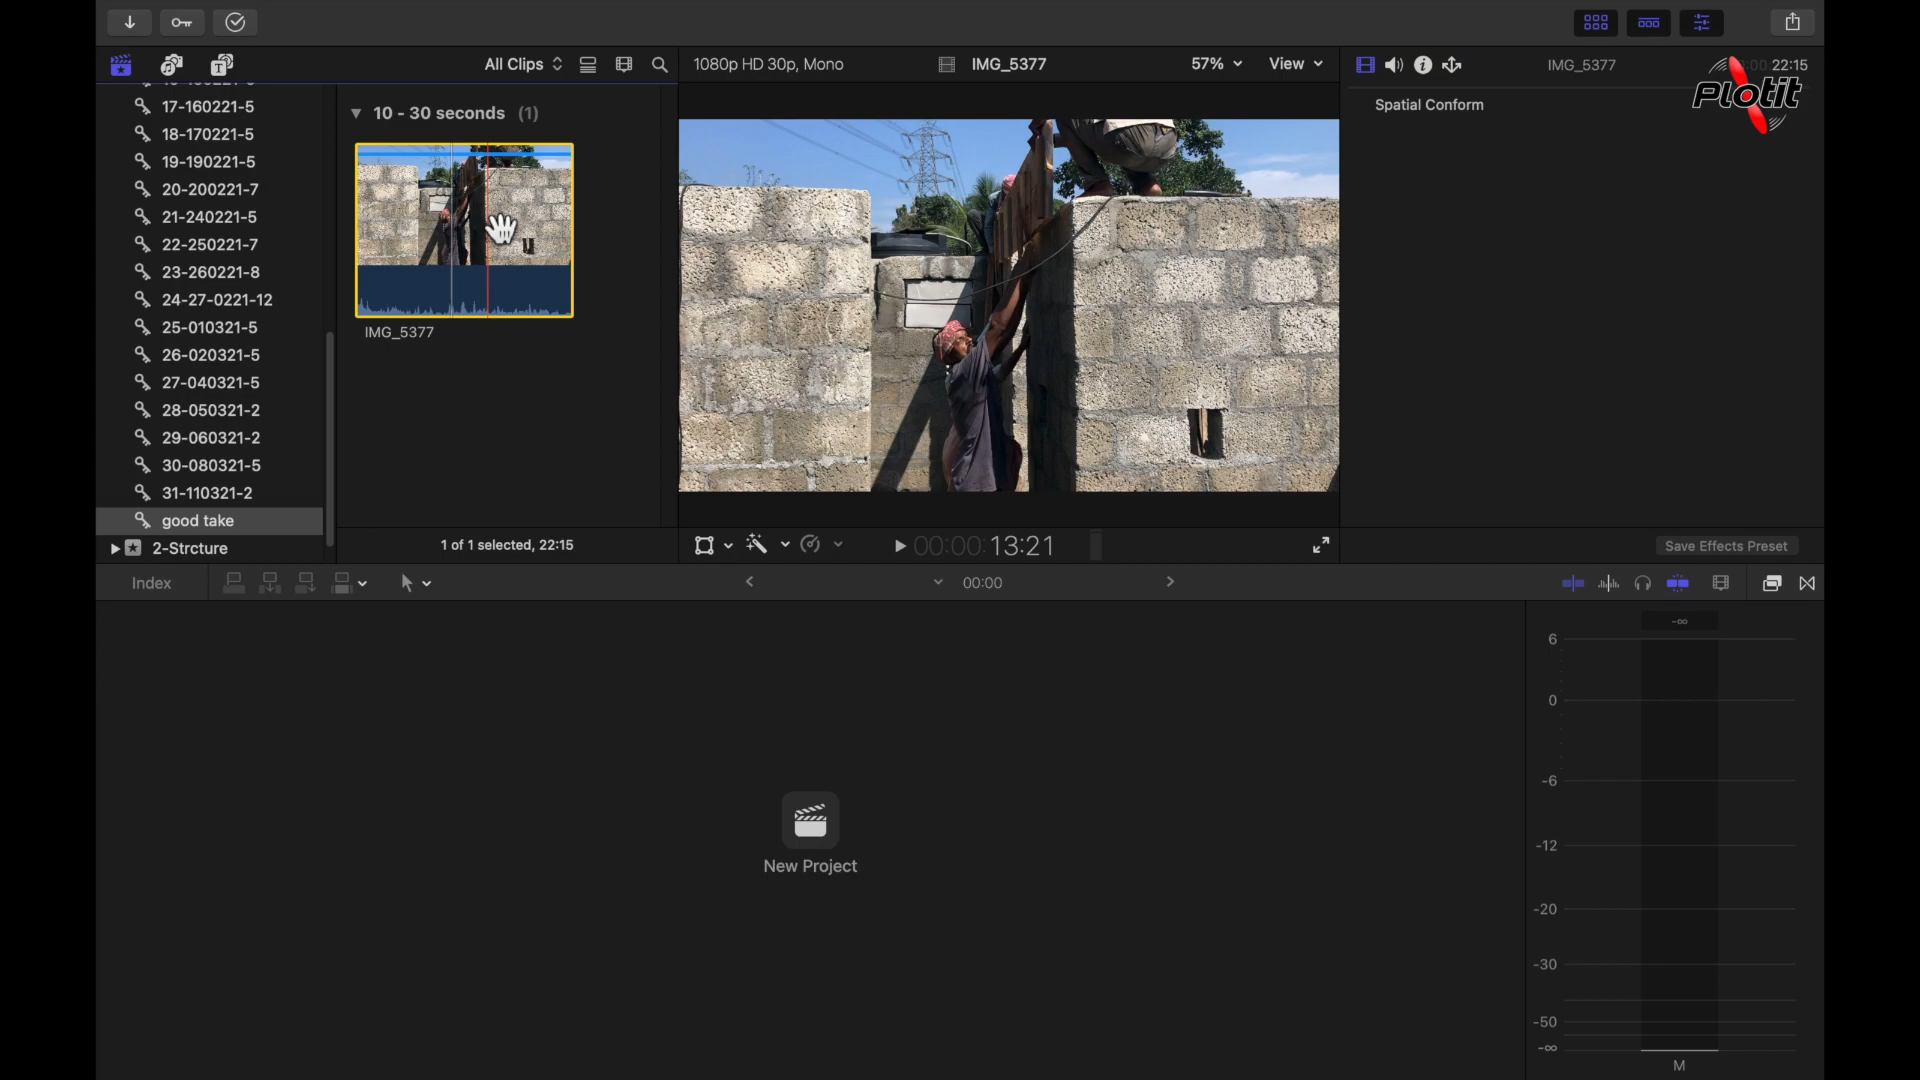 All Clips
1080p HD 30p, Mono
IMG_5377
57%
View
IMG_5377
22:15
Plotit
Spatial Conform
17-160221-5
18-170221-5
19-190221-5
20-200221-7
21-240221-5
22-250221-7
23-260221-8
24-27-0221-12
25-010321-5
26-020321-5
27-040321-5
28-050321-2
29-060321-2
30-080321-5
31-110321-2
good take
2-Strcture
10 - 30 seconds (1)
IMG_5377
1 of 1 selected, 22:15
00:00:13:21
Save Effects Preset
Index
00:00
New Project
-∞
6
0
-6
-12
-20
-30
-50
-∞
M